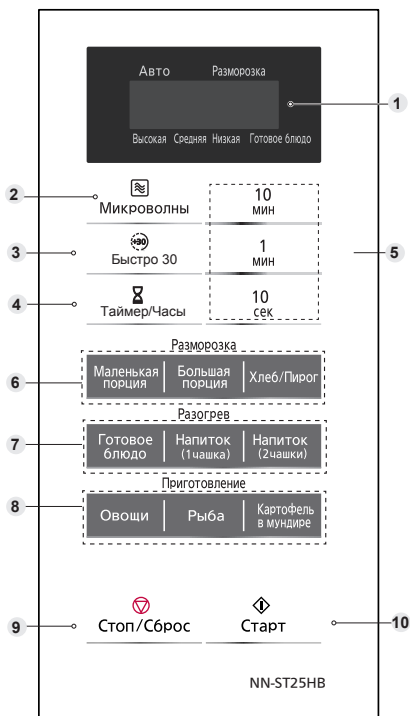 Авто Разморозка
1
Высокая Средняя Низкая Готовое блюдо
2
Микроволны
10
мин
3
Быстро 30
+30
1
мин
5
4
Таймер/Часы
10
сек
Разморозка
6
Маленькая
порция
Большая
порция
Хлеб/Пирог
Разогрев
7
Готовое
блюдо
Напиток
(1чашка)
Напиток
(2чашки)
Приготовление
8
Овощи
Рыба
Картофель
в мундире
9
Стоп/Сброс
Старт
10
NN-ST25HB